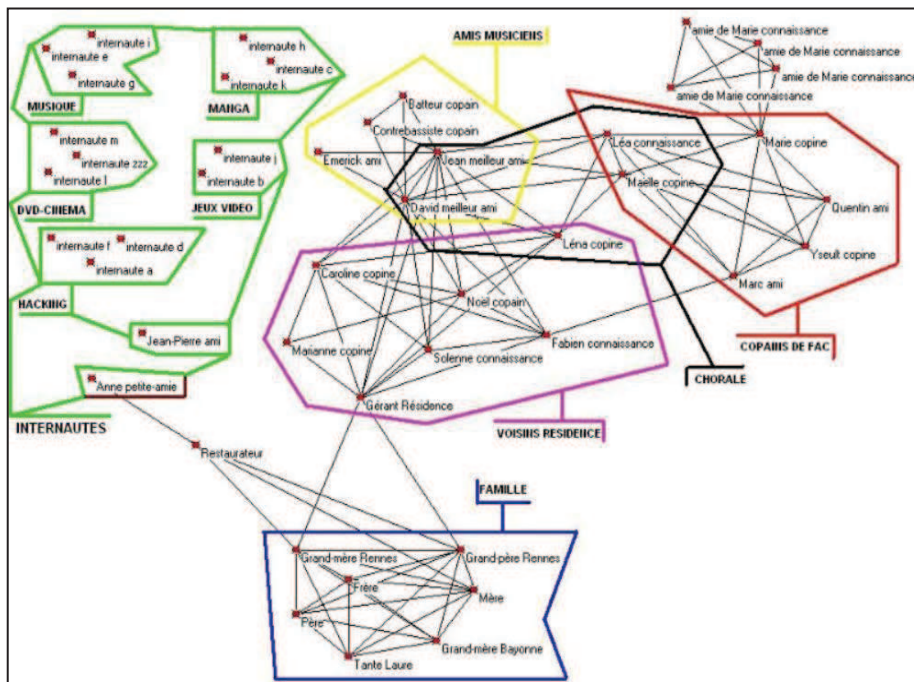 AMIS MUSICIENS
internaute i
internaute e
internaute g
MUSIQUE
internaute h
internaute c
internaute k
MANGA
internaute m
internaute zzz
internaute l
DVD-CINEMA
internaute j
internaute b
JEUX VIDEO
internaute f
internaute d
internaute a
HACKING
Jean-Pierre ami
Anne petite-amie
INTERNAUTES
Restaurateur
Batteur copain
Contrebassiste copain
Emerick ami
Jean meilleur ami
David meilleur ami
amie de Marie connaissance
amie de Marie connaissance
amie de Marie connaissance
amie de Marie connaissance
Léa connaissance
Marie copine
Maëlle copine
Quentin ami
Yseult copine
Marc ami
COPAINS DE FAC
CHORALE
Léna copine
Caroline copine
Noël copain
Marianne copine
Solenne connaissance
Fabien connaissance
Gérant Résidence
VOISINS RESIDENCE
FAMILLE
Grand-mère Rennes
Grand-père Rennes
Frère
Mère
Père
Grand-mère Bayonne
Tante Laure